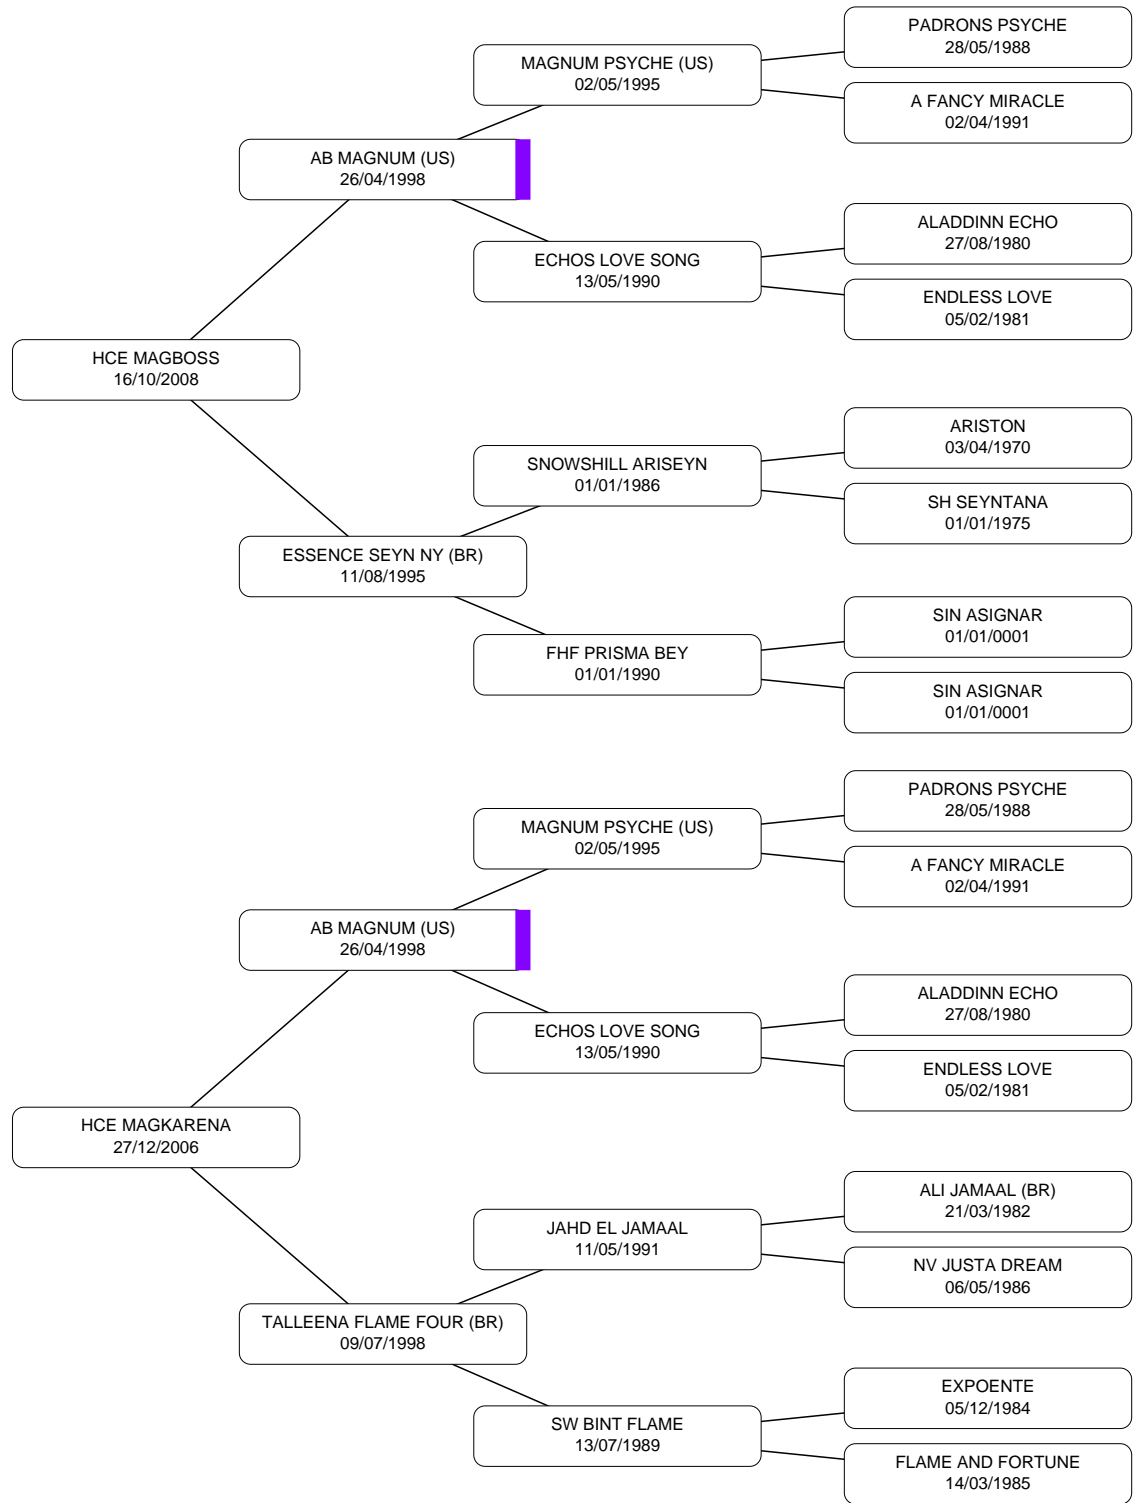 PADRONS PSYCHE
28/05/1988
MAGNUM PSYCHE (US)
02/05/1995
A FANCY MIRACLE
02/04/1991
AB MAGNUM (US)
26/04/1998
ALADDINN ECHO
27/08/1980
ECHOS LOVE SONG
13/05/1990
ENDLESS LOVE
05/02/1981
HCE MAGBOSS
16/10/2008
ARISTON
03/04/1970
SNOWSHILL ARISEYN
01/01/1986
SH SEYNTANA
01/01/1975
ESSENCE SEYN NY (BR)
11/08/1995
SIN ASIGNAR
01/01/0001
FHF PRISMA BEY
01/01/1990
SIN ASIGNAR
01/01/0001
PADRONS PSYCHE
28/05/1988
MAGNUM PSYCHE (US)
02/05/1995
A FANCY MIRACLE
02/04/1991
AB MAGNUM (US)
26/04/1998
ALADDINN ECHO
27/08/1980
ECHOS LOVE SONG
13/05/1990
ENDLESS LOVE
05/02/1981
HCE MAGKARENA
27/12/2006
ALI JAMAAL (BR)
21/03/1982
JAHD EL JAMAAL
11/05/1991
NV JUSTA DREAM
06/05/1986
TALLEENA FLAME FOUR (BR)
09/07/1998
EXPOENTE
05/12/1984
SW BINT FLAME
13/07/1989
FLAME AND FORTUNE
14/03/1985